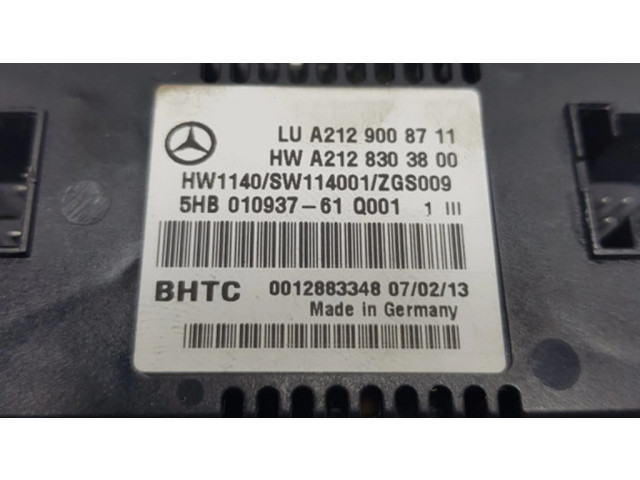 LU A212 900 87 11
HW A212 830 38 00
HW1140/SW114001/ZGS009
5HB 010937-61 Q001 1 III
BHTC 0012883348 07/02/13
Made in Germany